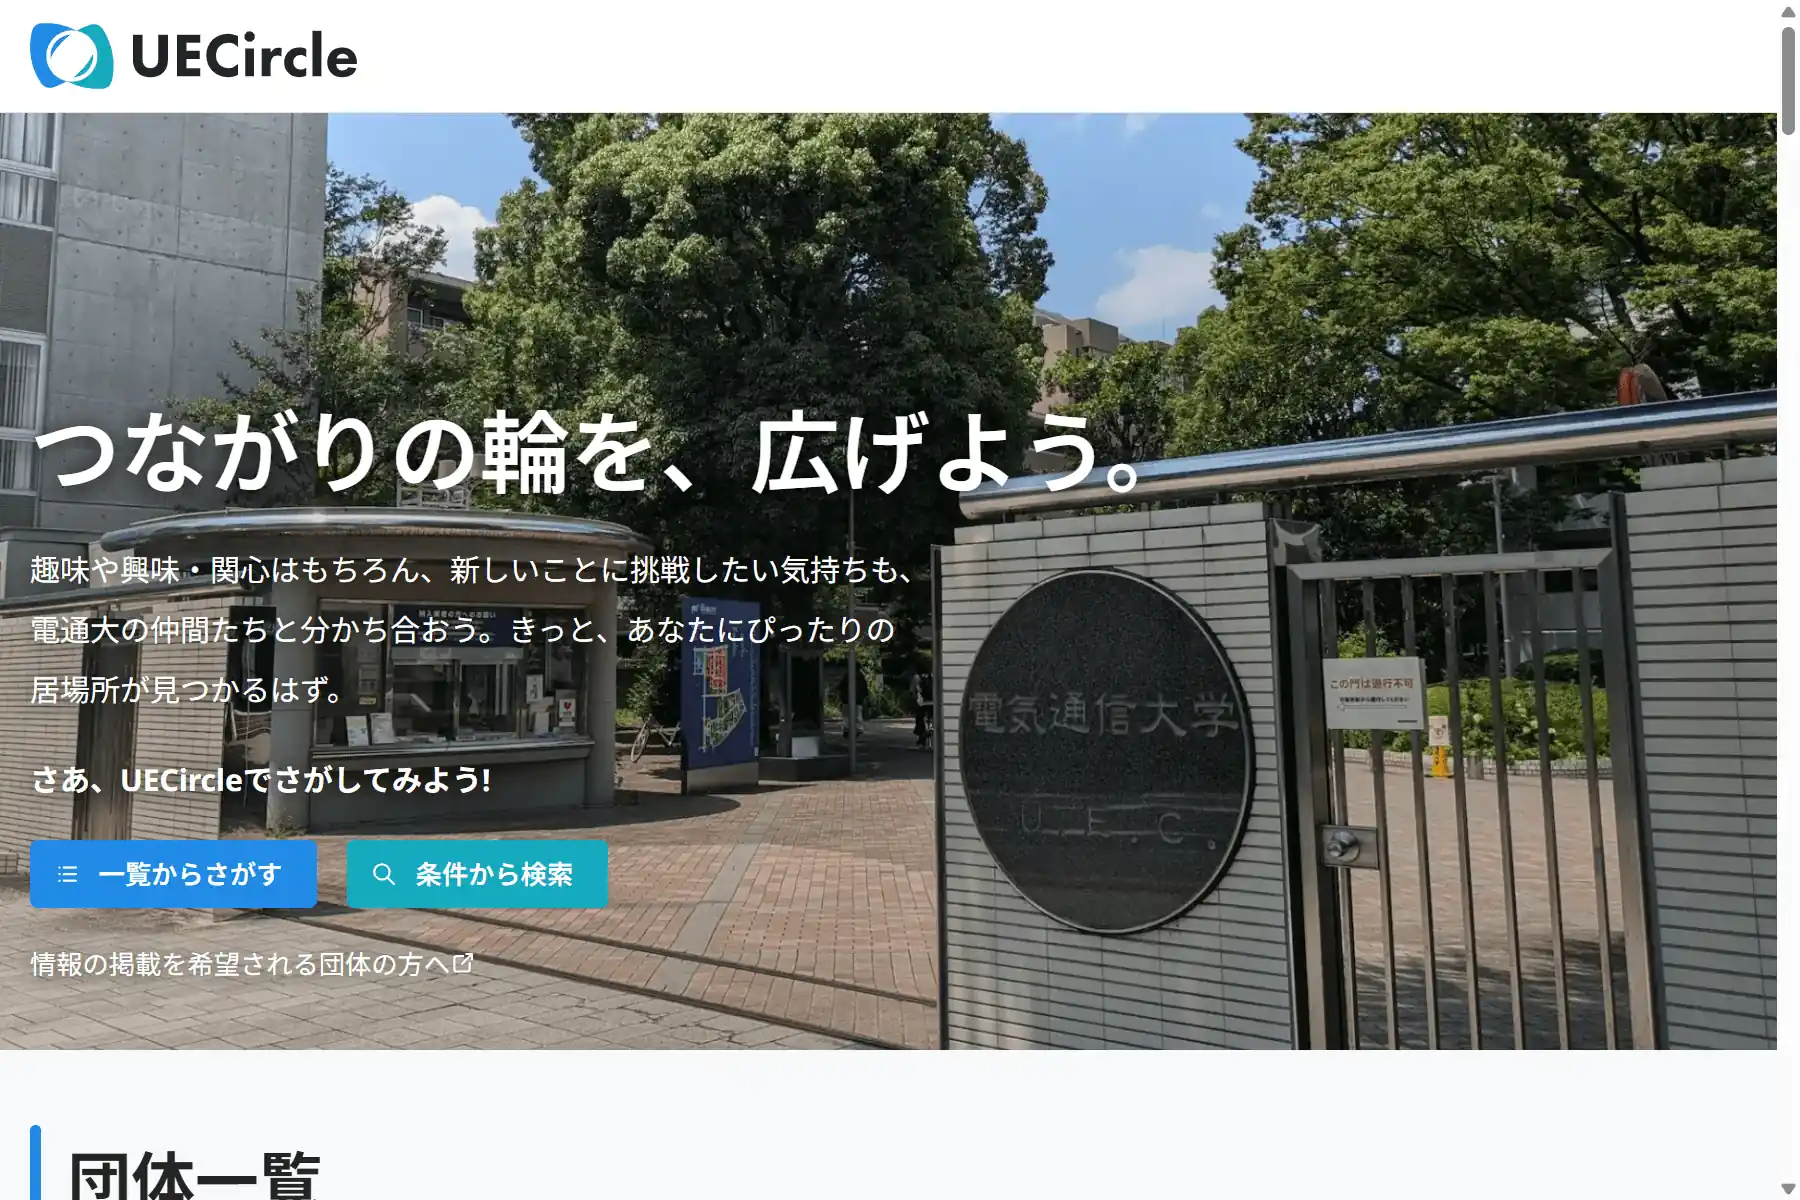 UECircle
つながりの輪を、広げよう。
趣味や興味・関心はもちろん、新しいことに挑戦したい気持ちも、
電通大の仲間たちと分かち合おう。きっと、あなたにぴったりの
居場所が見つかるはず。
さあ、UECircleでさがしてみよう!
一覧からさがす
条件から検索
情報の掲載を希望される団体の方へ
電気通信大学
U. E. C.
この門は通行不可
団体一覧